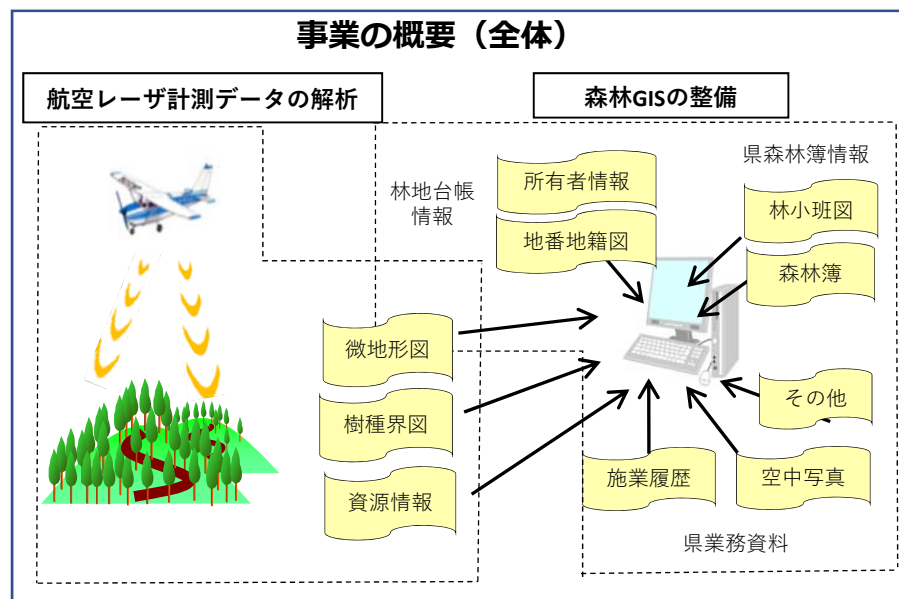 事業の概要（全体）
航空レーザ計測データの解析
森林GISの整備
林地台帳
情報
所有者情報
地番地籍図
県森林簿情報
林小班図
森林簿
微地形図
樹種界図
資源情報
その他
施業履歴
空中写真
県業務資料